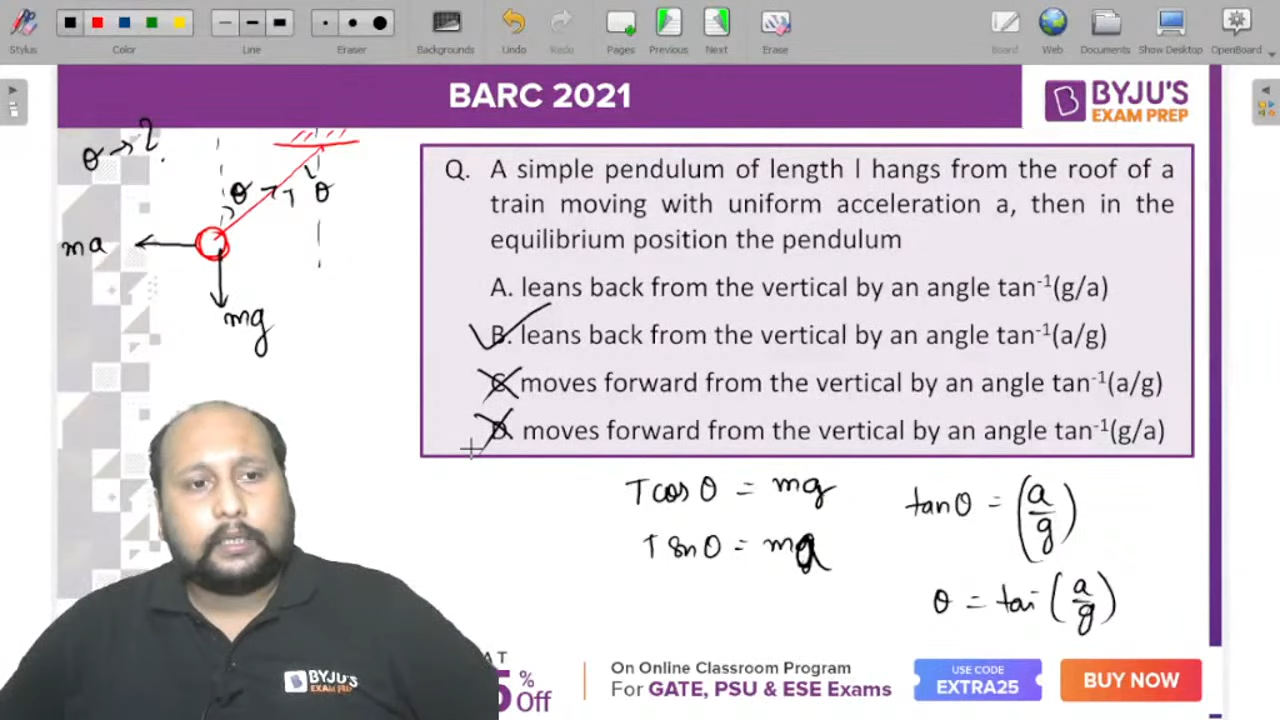 Stylus
Color
Line
Eraser
Backgrounds
Undo
Redo
Pages
Previous
Next
Erase
Board
Web
Documents
Show Desktop
OpenBoard
BARC 2021
BYJU'S
EXAM PREP
θ → ?
θ
T
θ
ma
mg
Q. A simple pendulum of length l hangs from the roof of a
train moving with uniform acceleration a, then in the
equilibrium position the pendulum
A. leans back from the vertical by an angle tan⁻¹(g/a)
B. leans back from the vertical by an angle tan⁻¹(a/g)
C. moves forward from the vertical by an angle tan⁻¹(a/g)
D. moves forward from the vertical by an angle tan⁻¹(g/a)
T cos θ = mg
T sin θ = ma
tan θ = (a/g)
θ = tan⁻ (a/g)
BYJU'S
EXAM PREP
% Off
On Online Classroom Program
For GATE, PSU & ESE Exams
USE CODE
EXTRA25
BUY NOW